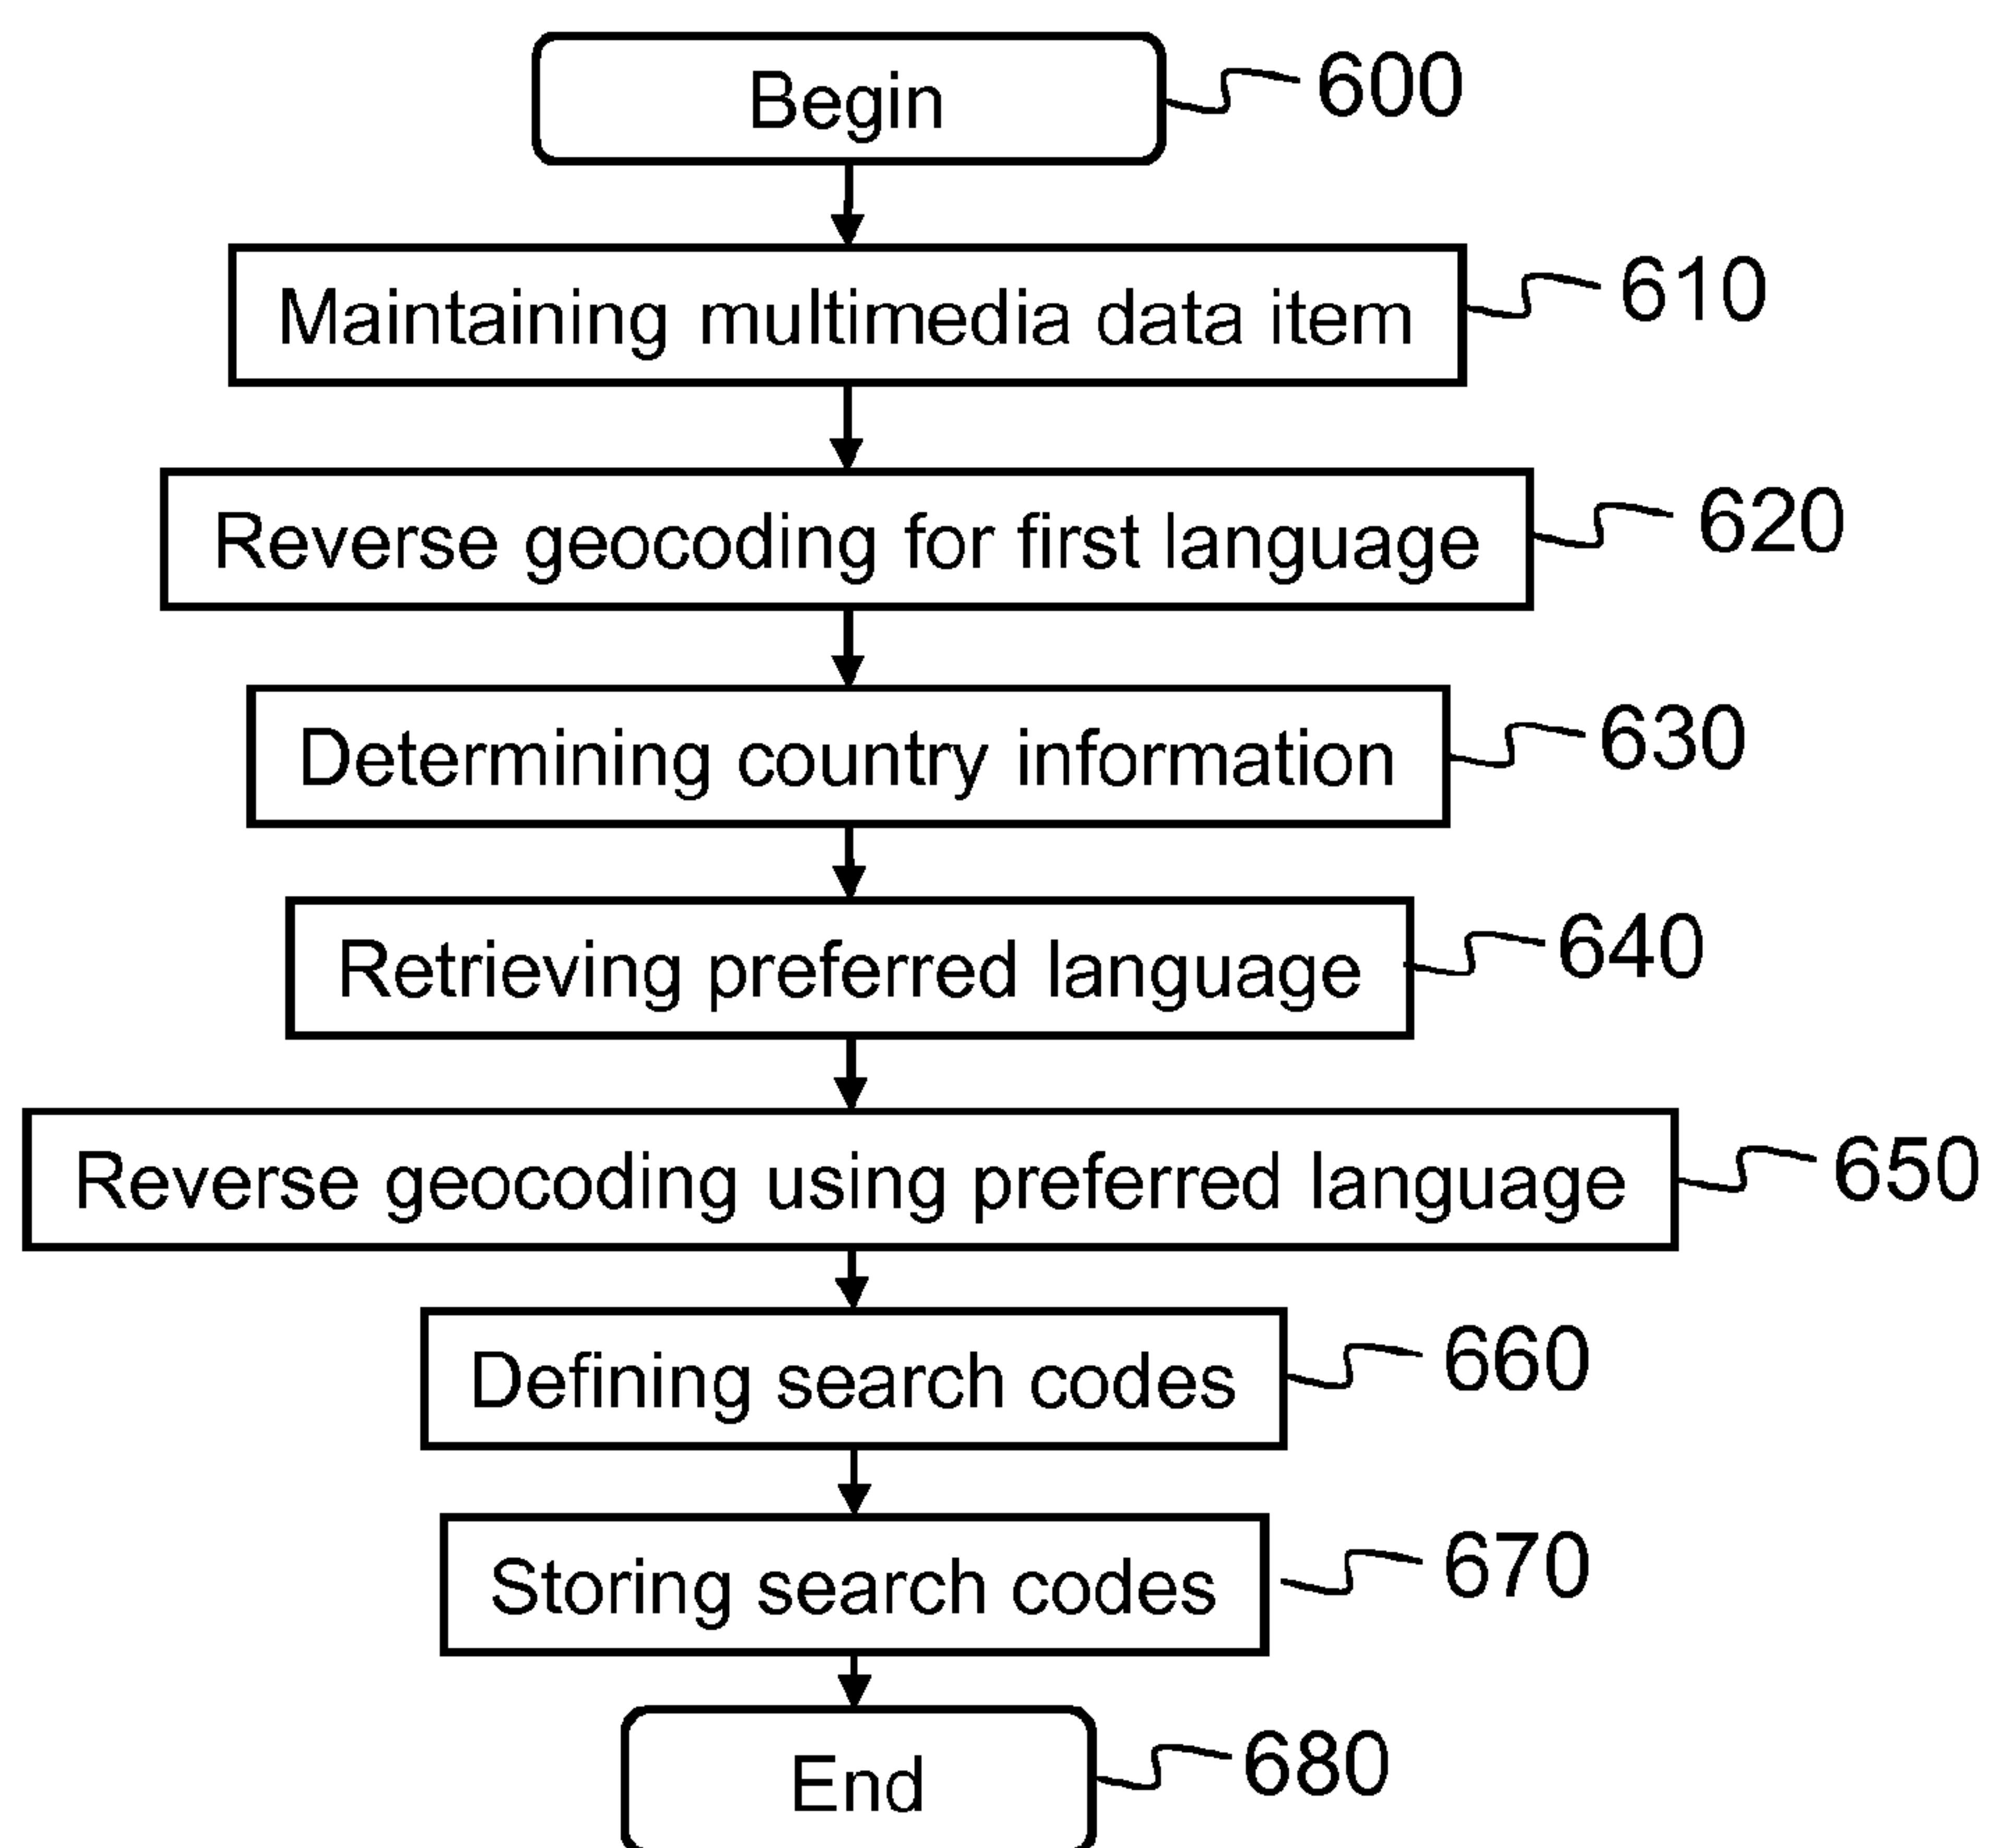 Begin 600
Maintaining multimedia data item 610
Reverse geocoding for first language 620
Determining country information 630
Retrieving preferred language 640
Reverse geocoding using preferred language 650
Defining search codes 660
Storing search codes 670
End 680